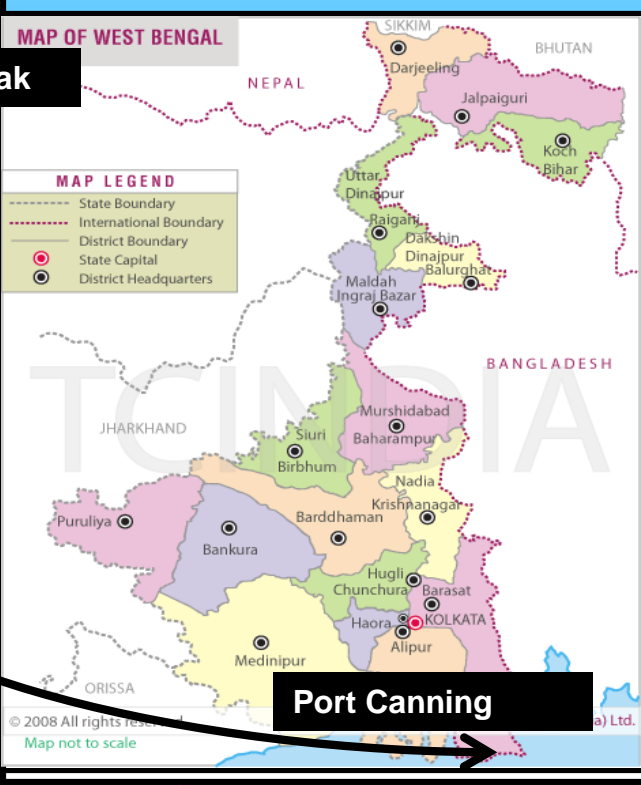 MAP OF WEST BENGAL
SIKKIM
BHUTAN
Darjeeling
ak
NEPAL
Jalpaiguri
Koch
Bihar
Uttar
Dinajpur
MAP LEGEND
State Boundary
International Boundary
District Boundary
State Capital
District Headquarters
Raiganj
Dakshin
Dinajpur
Balurghat
Maldah
Ingraj Bazar
BANGLADESH
TCINDIA
Murshidabad
Baharampur
JHARKHAND
Siuri
Birbhum
Nadia
Krishnanagar
Barddhaman
Puruliya
Bankura
Hugli
Chunchura
Barasat
Haora
KOLKATA
Alipur
Medinipur
ORISSA
Port Canning
© 2008 All rights reserved
a) Ltd.
Map not to scale